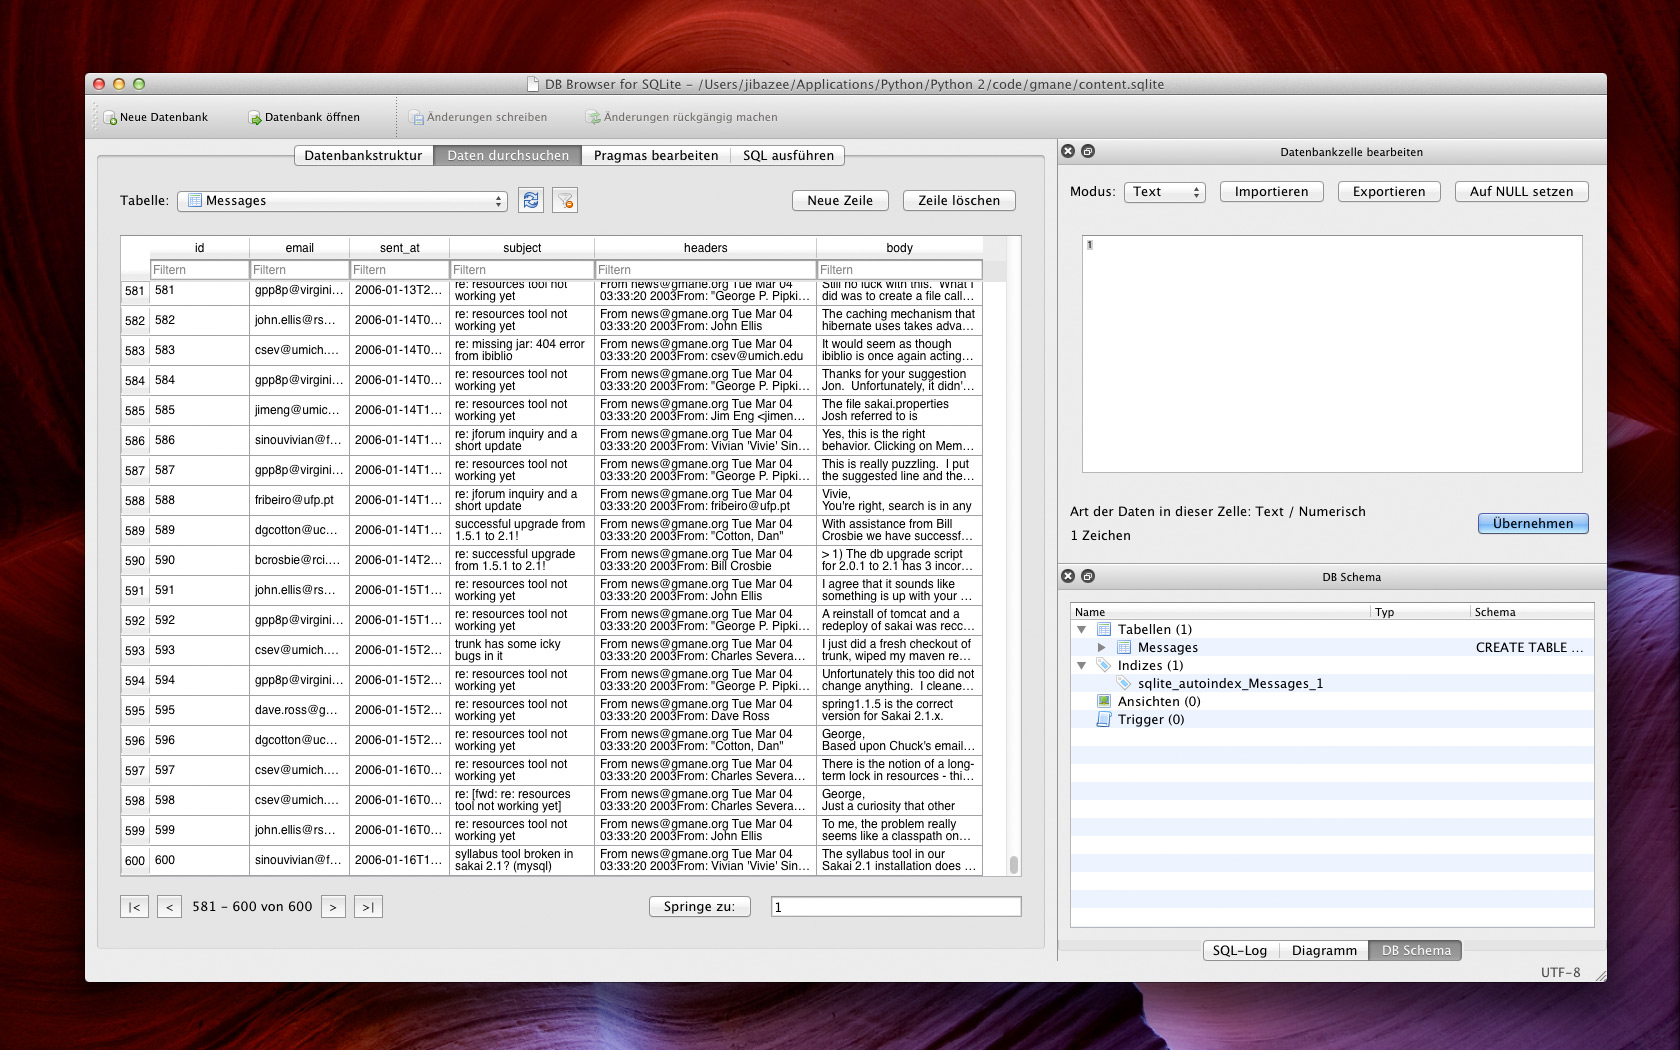 DB Browser for SQLite – /Users/jibazee/Applications/Python/Python 2/code/gmane/content.sqlite
Neue Datenbank
Datenbank öffnen
Änderungen schreiben
Änderungen rückgängig machen
Datenbankstruktur
Daten durchsuchen
Pragmas bearbeiten
SQL ausführen
Tabelle:
Messages
Neue Zeile
Zeile löschen
id email sent_at subject headers body
Filtern Filtern Filtern Filtern Filtern Filtern
581 581 gpp8p@virgini... 2006-01-13T2... re: resources tool not From news@gmane.org Tue Mar 04 Still no luck with this. What I
working yet 03:33:20 2003From: "George P. Pipki... did was to create a file call...
582 582 john.ellis@rs... 2006-01-14T0... re: resources tool not From news@gmane.org Tue Mar 04 The caching mechanism that
working yet 03:33:20 2003From: John Ellis hibernate uses takes adva...
583 583 csev@umich.... 2006-01-14T0... re: missing jar: 404 error From news@gmane.org Tue Mar 04 It would seem as though
from ibiblio 03:33:20 2003From: csev@umich.edu ibiblio is once again acting...
584 584 gpp8p@virgini... 2006-01-14T0... re: resources tool not From news@gmane.org Tue Mar 04 Thanks for your suggestion
working yet 03:33:20 2003From: "George P. Pipki... Jon. Unfortunately, it didn'...
585 585 jimeng@umic... 2006-01-14T1... re: resources tool not From news@gmane.org Tue Mar 04 The file sakai.properties
working yet 03:33:20 2003From: Jim Eng <jimen... Josh referred to is
586 586 sinouvivian@f... 2006-01-14T1... re: jforum inquiry and a From news@gmane.org Tue Mar 04 Yes, this is the right
short update 03:33:20 2003From: Vivian 'Vivie' Sin... behavior. Clicking on Mem...
587 587 gpp8p@virgini... 2006-01-14T1... re: resources tool not From news@gmane.org Tue Mar 04 This is really puzzling. I put
working yet 03:33:20 2003From: "George P. Pipki... the suggested line and the...
588 588 fribeiro@ufp.pt 2006-01-14T1... re: jforum inquiry and a From news@gmane.org Tue Mar 04 Vivie,
short update 03:33:20 2003From: fribeiro@ufp.pt You're right, search is in any
589 589 dgcotton@uc... 2006-01-14T1... successful upgrade from From news@gmane.org Tue Mar 04 With assistance from Bill
1.5.1 to 2.1! 03:33:20 2003From: "Cotton, Dan" Crosbie we have successf...
590 590 bcrosbie@rci.... 2006-01-14T2... re: successful upgrade From news@gmane.org Tue Mar 04 > 1) The db upgrade script
from 1.5.1 to 2.1! 03:33:20 2003From: Bill Crosbie for 2.0.1 to 2.1 has 3 incor...
591 591 john.ellis@rs... 2006-01-15T1... re: resources tool not From news@gmane.org Tue Mar 04 I agree that it sounds like
working yet 03:33:20 2003From: John Ellis something is up with your ...
592 592 gpp8p@virgini... 2006-01-15T1... re: resources tool not From news@gmane.org Tue Mar 04 A reinstall of tomcat and a
working yet 03:33:20 2003From: "George P. Pipki... redeploy of sakai was recc...
593 593 csev@umich.... 2006-01-15T2... trunk has some icky From news@gmane.org Tue Mar 04 I just did a fresh checkout of
bugs in it 03:33:20 2003From: Charles Severa... trunk, wiped my maven re...
594 594 gpp8p@virgini... 2006-01-15T2... re: resources tool not From news@gmane.org Tue Mar 04 Unfortunately this too did not
working yet 03:33:20 2003From: "George P. Pipki... change anything. I cleane...
595 595 dave.ross@g... 2006-01-15T2... re: resources tool not From news@gmane.org Tue Mar 04 spring1.1.5 is the correct
working yet 03:33:20 2003From: Dave Ross version for Sakai 2.1.x.
596 596 dgcotton@uc... 2006-01-15T2... re: resources tool not From news@gmane.org Tue Mar 04 George,
working yet 03:33:20 2003From: "Cotton, Dan" Based upon Chuck's email...
597 597 csev@umich.... 2006-01-16T0... re: resources tool not From news@gmane.org Tue Mar 04 There is the notion of a long-
working yet 03:33:20 2003From: Charles Severa... term lock in resources - thi...
598 598 csev@umich.... 2006-01-16T0... re: [fwd: re: resources From news@gmane.org Tue Mar 04 George,
tool not working yet] 03:33:20 2003From: Charles Severa... Just a curiosity that other
599 599 john.ellis@rs... 2006-01-16T0... re: resources tool not From news@gmane.org Tue Mar 04 To me, the problem really
working yet 03:33:20 2003From: John Ellis seems like a classpath on...
600 600 sinouvivian@f... 2006-01-16T1... syllabus tool broken in From news@gmane.org Tue Mar 04 The syllabus tool in our
sakai 2.1? (mysql) 03:33:20 2003From: Vivian 'Vivie' Sin... Sakai 2.1 installation does ...
|< < 581 – 600 von 600 > >|
Springe zu:
1
Datenbankzelle bearbeiten
Modus:
Text
Importieren
Exportieren
Auf NULL setzen
1
Art der Daten in dieser Zelle: Text / Numerisch
1 Zeichen
Übernehmen
DB Schema
Name Typ Schema
Tabellen (1)
Messages CREATE TABLE ...
Indizes (1)
sqlite_autoindex_Messages_1
Ansichten (0)
Trigger (0)
SQL-Log
Diagramm
DB Schema
UTF-8